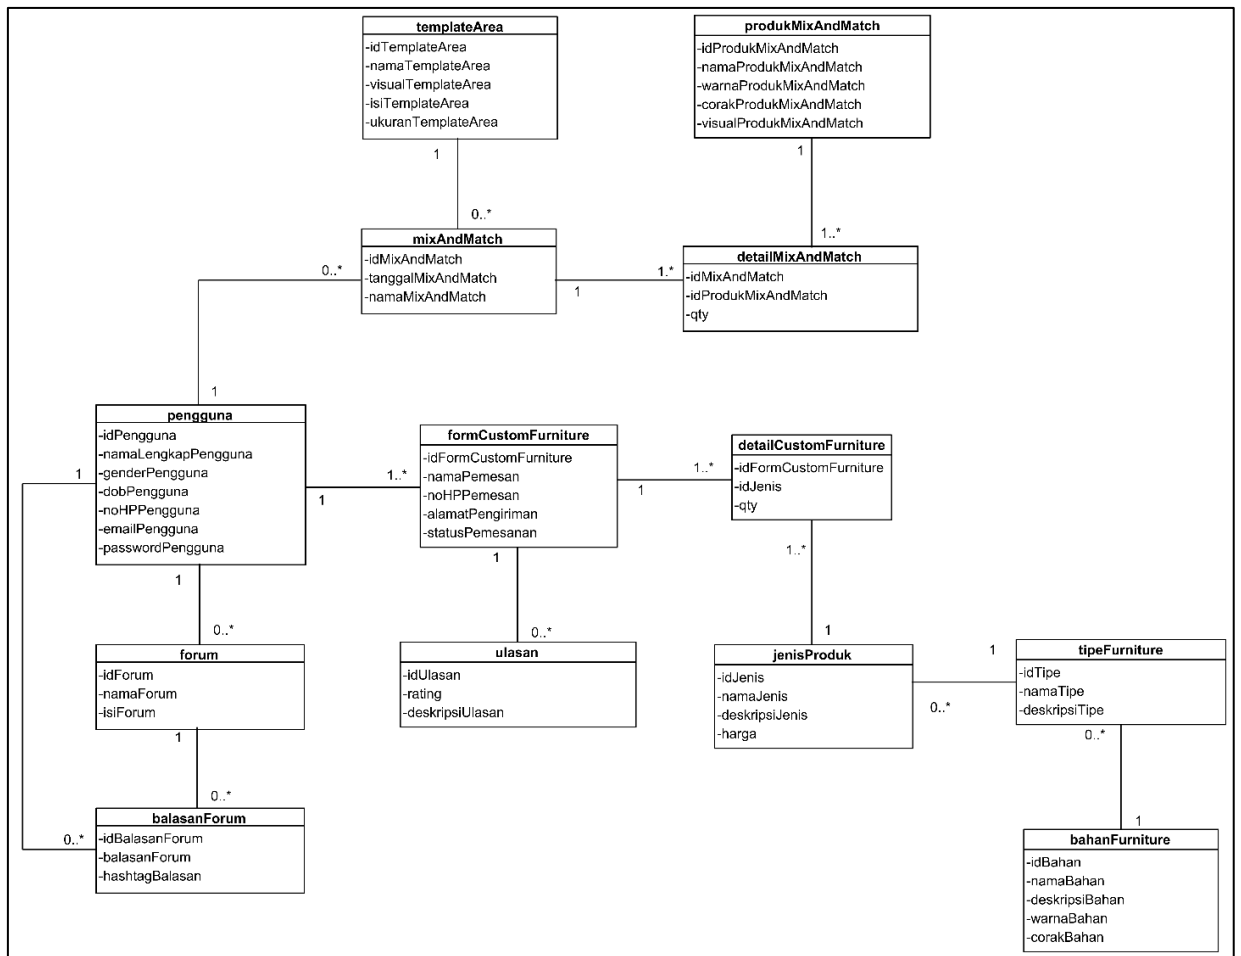 templateArea
-idTemplateArea
-namaTemplateArea
-visualTemplateArea
-isiTemplateArea
-ukuranTemplateArea
produkMixAndMatch
-idProdukMixAndMatch
-namaProdukMixAndMatch
-warnaProdukMixAndMatch
-corakProdukMixAndMatch
-visualProdukMixAndMatch
1
0..*
1
1..*
mixAndMatch
-idMixAndMatch
-tanggalMixAndMatch
-namaMixAndMatch
0..*
1
1
1.*
detailMixAndMatch
-idMixAndMatch
-idProdukMixAndMatch
-qty
pengguna
-idPengguna
-namaLengkapPengguna
-genderPengguna
-dobPengguna
-noHPPengguna
-emailPengguna
-passwordPengguna
1
0..*
1
1..*
formCustomFurniture
-idFormCustomFurniture
-namaPemesan
-noHPPemesan
-alamatPengiriman
-statusPemesanan
1
1..*
detailCustomFurniture
-idFormCustomFurniture
-idJenis
-qty
1
0..*
1
0..*
1..*
1
forum
-idForum
-namaForum
-isiForum
ulasan
-idUlasan
-rating
-deskripsiUlasan
jenisProduk
-idJenis
-namaJenis
-deskripsiJenis
-harga
0..*
1
tipeFurniture
-idTipe
-namaTipe
-deskripsiTipe
1
0..*
0..*
1
balasanForum
-idBalasanForum
-balasanForum
-hashtagBalasan
bahanFurniture
-idBahan
-namaBahan
-deskripsiBahan
-warnaBahan
-corakBahan